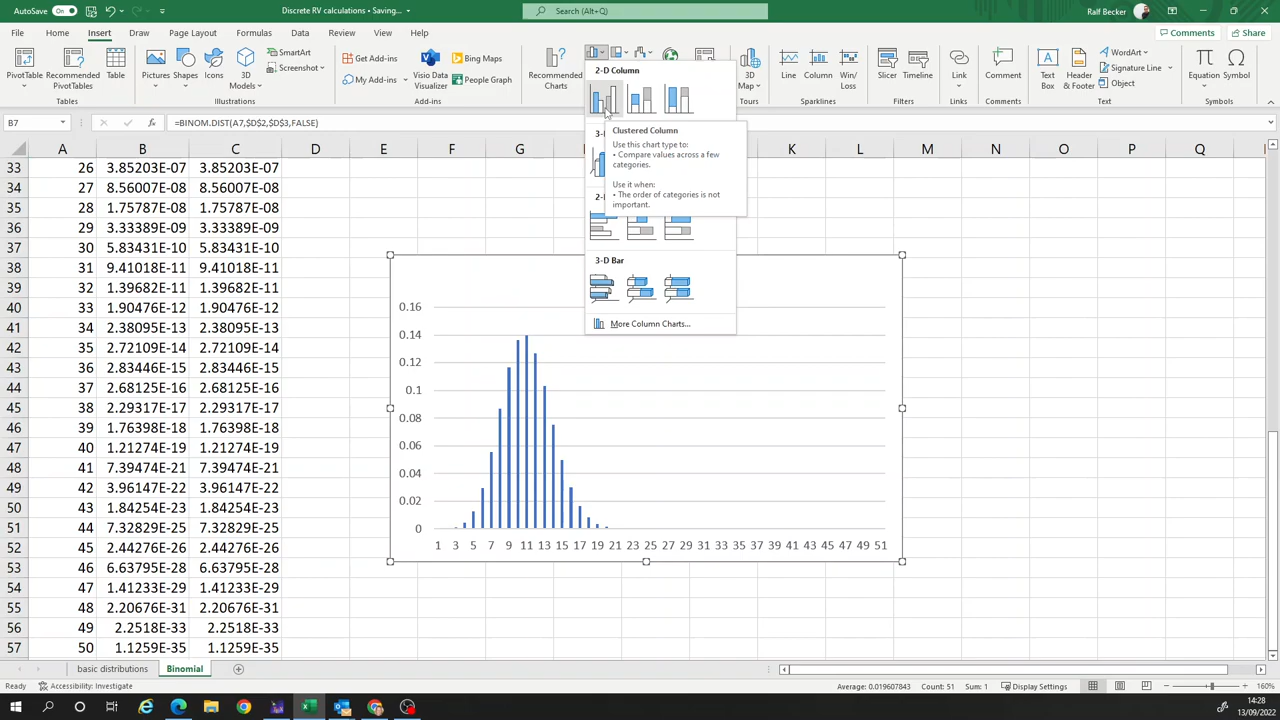 AutoSave On Discrete RV calculations • Saving... Search (Alt+Q) Ralf Becker
File Home Insert Draw Page Layout Formulas Data Review View Help Comments Share
PivotTable Recommended PivotTables Table Pictures Shapes Icons 3D Models SmartArt Screenshot Get Add-ins My Add-ins Visio Data Visualizer Bing Maps People Graph Recommended Charts 3D Maps Line Column Win/Loss Slicer Timeline Link Comment Text Box Header & Footer WordArt Signature Line Object Equation Symbol
Tables Illustrations Add-ins Tours Sparklines Filters Links Comments Text Symbols
2-D Column
Clustered Column
Use this chart type to:
• Compare values across a few categories.
Use it when:
• The order of categories is not important.
3-D Bar
More Column Charts...
B7 fx =BINOM.DIST(A7,$D$2,$D$3,FALSE)
A B C D E F G K L M N O P Q
33 26 3.85203E-07 3.85203E-07
34 27 8.56007E-08 8.56007E-08
35 28 1.75787E-08 1.75787E-08
36 29 3.33389E-09 3.33389E-09
37 30 5.83431E-10 5.83431E-10
38 31 9.41018E-11 9.41018E-11
39 32 1.39682E-11 1.39682E-11
40 33 1.90476E-12 1.90476E-12
41 34 2.38095E-13 2.38095E-13
42 35 2.72109E-14 2.72109E-14
43 36 2.83446E-15 2.83446E-15
44 37 2.68125E-16 2.68125E-16
45 38 2.29317E-17 2.29317E-17
46 39 1.76398E-18 1.76398E-18
47 40 1.21274E-19 1.21274E-19
48 41 7.39474E-21 7.39474E-21
49 42 3.96147E-22 3.96147E-22
50 43 1.84254E-23 1.84254E-23
51 44 7.32829E-25 7.32829E-25
52 45 2.44276E-26 2.44276E-26
53 46 6.63795E-28 6.63795E-28
54 47 1.41233E-29 1.41233E-29
55 48 2.20676E-31 2.20676E-31
56 49 2.2518E-33 2.2518E-33
57 50 1.1259E-35 1.1259E-35
0.16
0.14
0.12
0.1
0.08
0.06
0.04
0.02
0
1 3 5 7 9 11 13 15 17 19 21 23 25 27 29 31 33 35 37 39 41 43 45 47 49 51
basic distributions Binomial
Ready Accessibility: Investigate Average: 0.019607843 Count: 51 Sum: 1 Display Settings 160%
14:28
13/09/2022